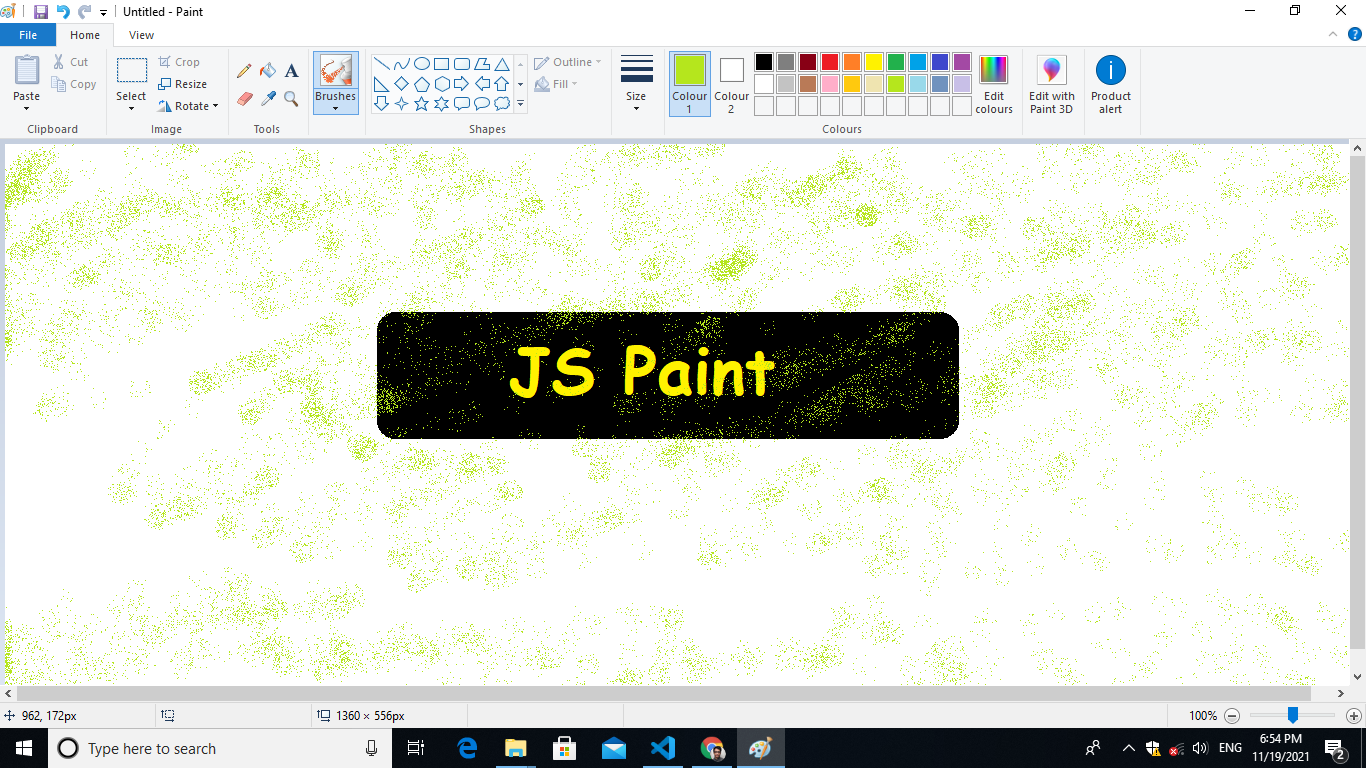 Untitled - Paint
File Home View
Paste
Cut
Copy
Clipboard
Select
Crop
Resize
Rotate
Image
A
Tools
Brushes
Shapes
Outline
Fill
Size
Colour 1
Colour 2
Colours
Edit colours
Edit with Paint 3D
Product alert
JS Paint
962, 172px
1360 × 556px
100%
Type here to search
ENG
6:54 PM
11/19/2021
2